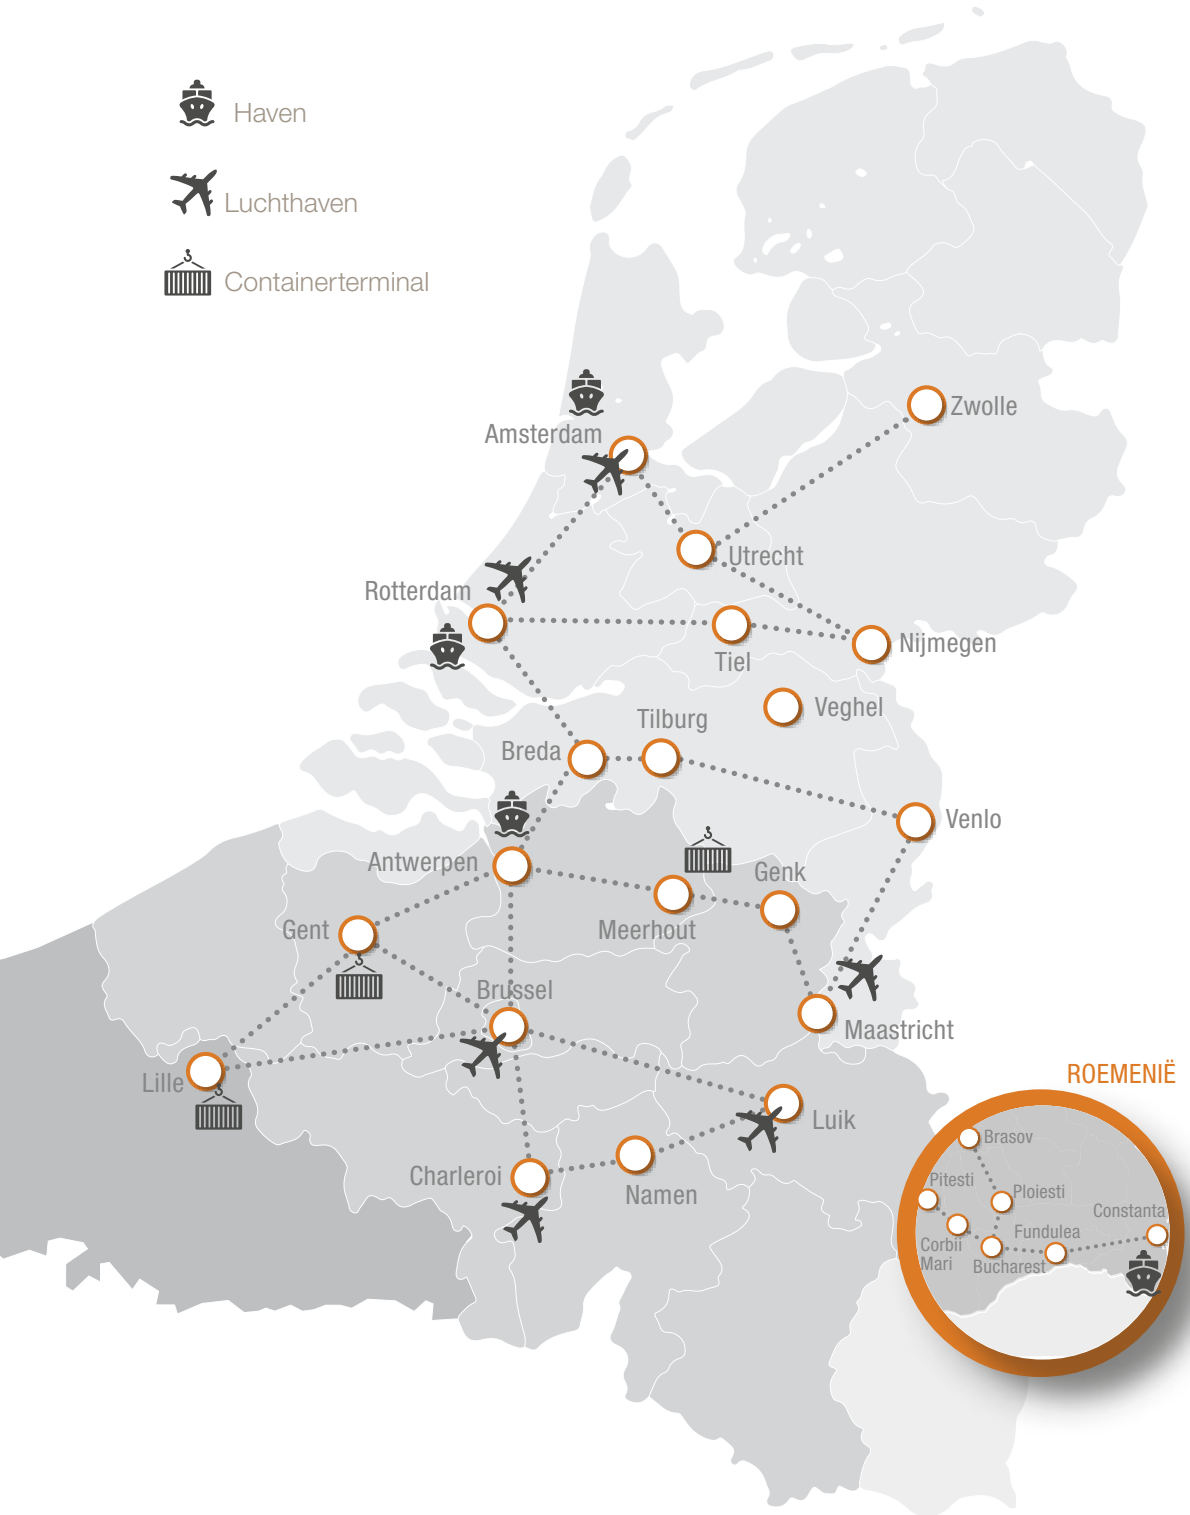 Haven
Luchthaven
Containerterminal
Zwolle
Amsterdam
Utrecht
Rotterdam
Nijmegen
Tiel
Veghel
Tilburg
Breda
Venlo
Antwerpen
Genk
Gent
Meerhout
Brussel
Maastricht
Lille
ROEMENIË
Luik
Charleroi
Namen
Brasov
Pitesti
Ploiesti
Constanta
Fundulea
Corbii
Mari
Bucharest